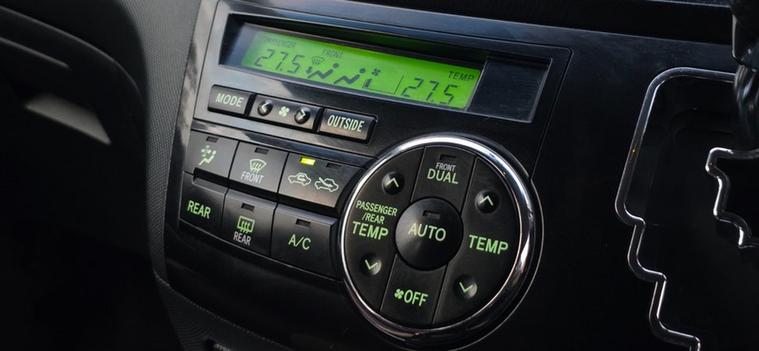 PASSENGER FRONT TEMP
27.5 27.5
MODE OUTSIDE
FRONT
REAR
REAR
A/C
FRONT
DUAL
PASSENGER
/REAR
TEMP
AUTO
TEMP
OFF